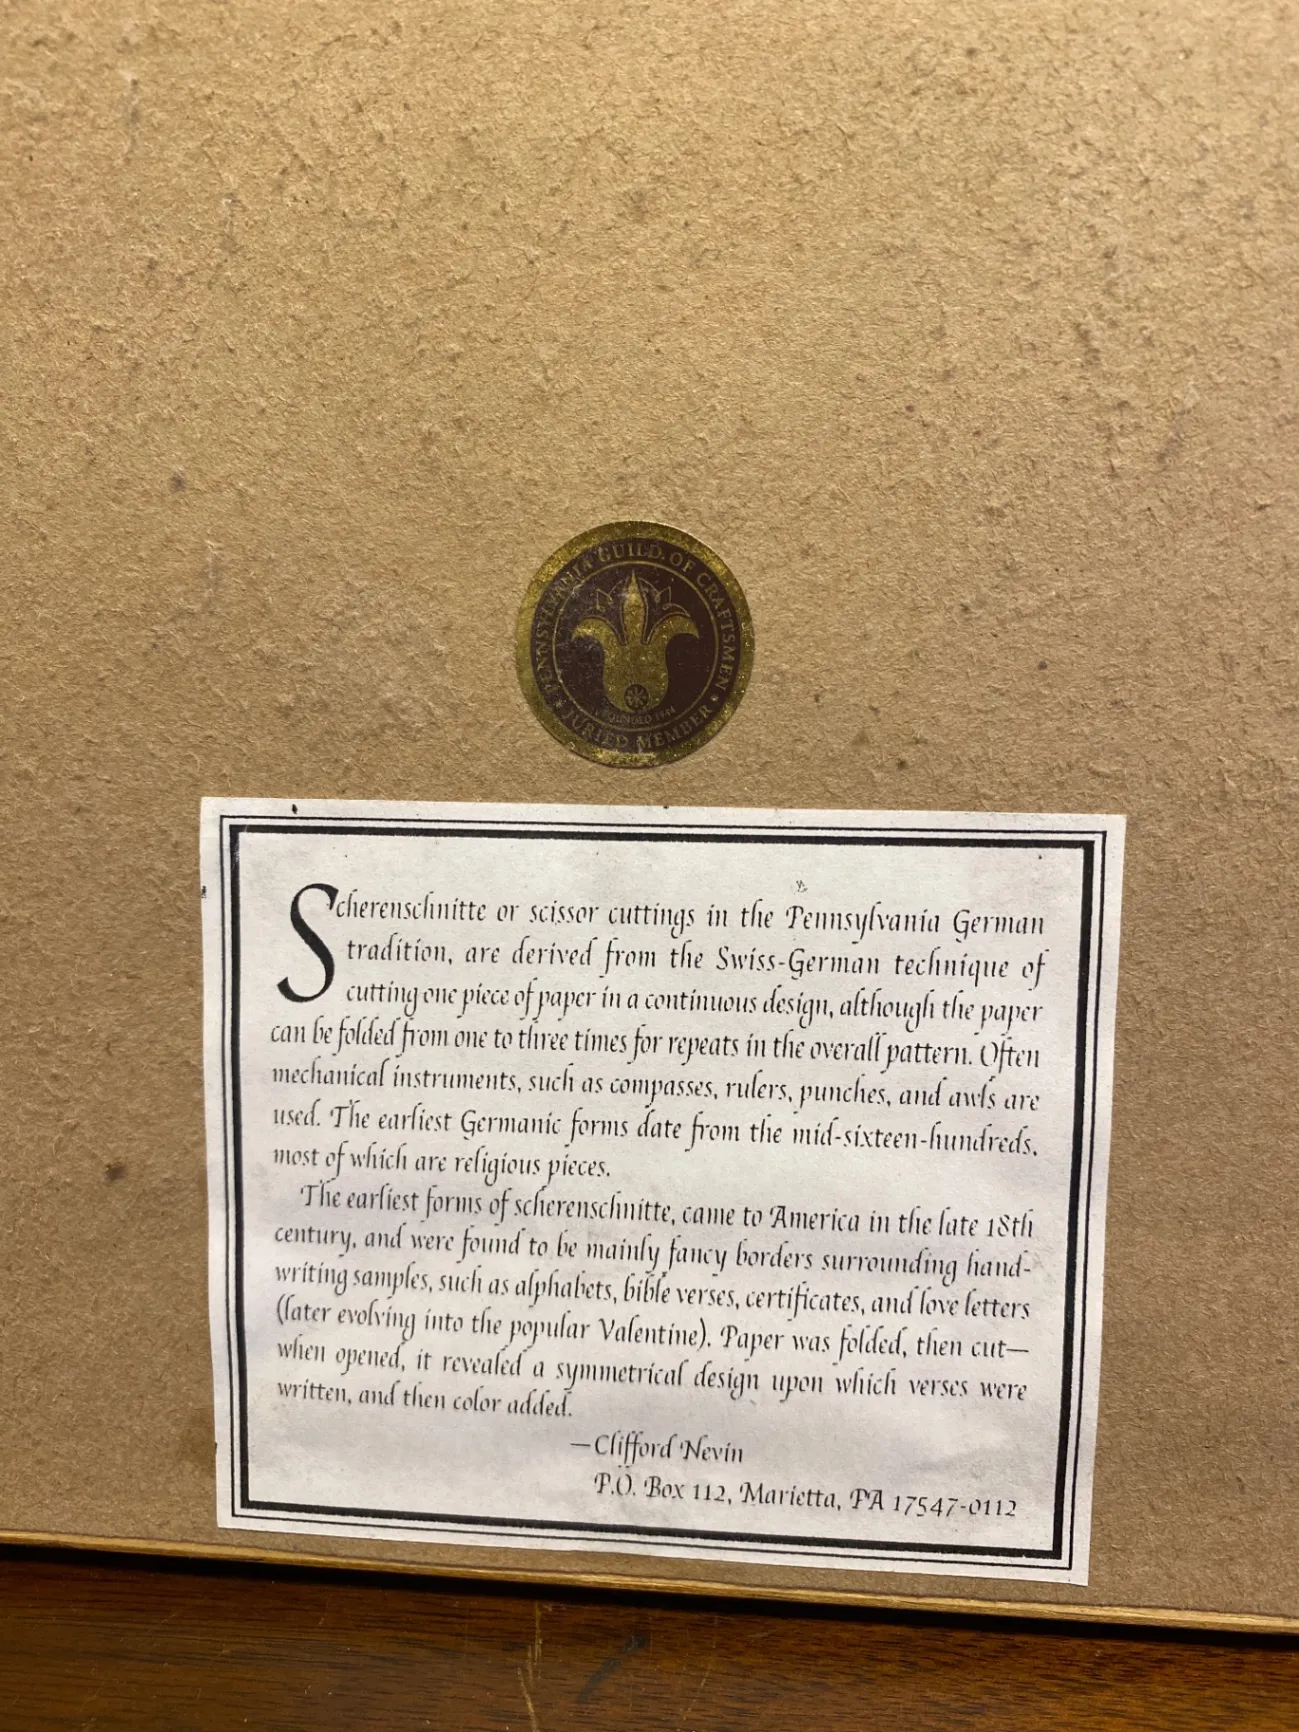 PENNSYLVANIA GUILD OF CRAFTSMEN
FOUNDED 1944
JURIED MEMBER
Scherenschnitte or scissor cuttings in the Pennsylvania German
tradition, are derived from the Swiss-German technique of
cutting one piece of paper in a continuous design, although the paper
can be folded from one to three times for repeats in the overall pattern. Often
mechanical instruments, such as compasses, rulers, punches, and awls are
used. The earliest Germanic forms date from the mid-sixteen-hundreds,
most of which are religious pieces.
The earliest forms of scherenschnitte, came to America in the late 18th
century, and were found to be mainly fancy borders surrounding hand-
writing samples, such as alphabets, bible verses, certificates, and love letters
(later evolving into the popular Valentine). Paper was folded, then cut—
when opened, it revealed a symmetrical design upon which verses were
written, and then color added.
—Clifford Nevin
P.O. Box 112, Marietta, PA 17547-0112